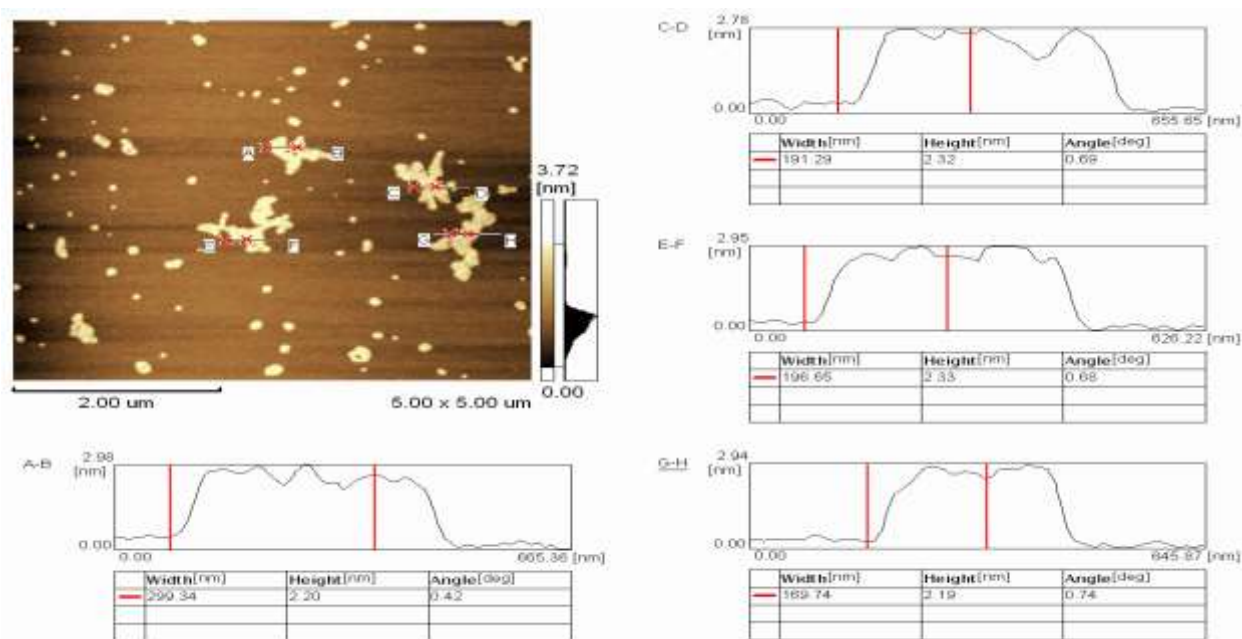 A
B
C
D
E
F
G
H
3.72
[nm]
0.00
2.00 um
5.00 x 5.00 um
C-D
2.78
[nm]
0.00
0.00
655.65 [nm]
Width[nm] Height[nm] Angle[deg]
191.29 2.32 0.69
E-F
2.95
[nm]
0.00
0.00
626.22 [nm]
Width[nm] Height[nm] Angle[deg]
196.65 2.33 0.68
A-B
2.98
[nm]
0.00
0.00
665.36 [nm]
Width[nm] Height[nm] Angle[deg]
299.34 2.20 0.42
G-H
2.94
[nm]
0.00
0.00
645.87 [nm]
Width[nm] Height[nm] Angle[deg]
169.74 2.19 0.74